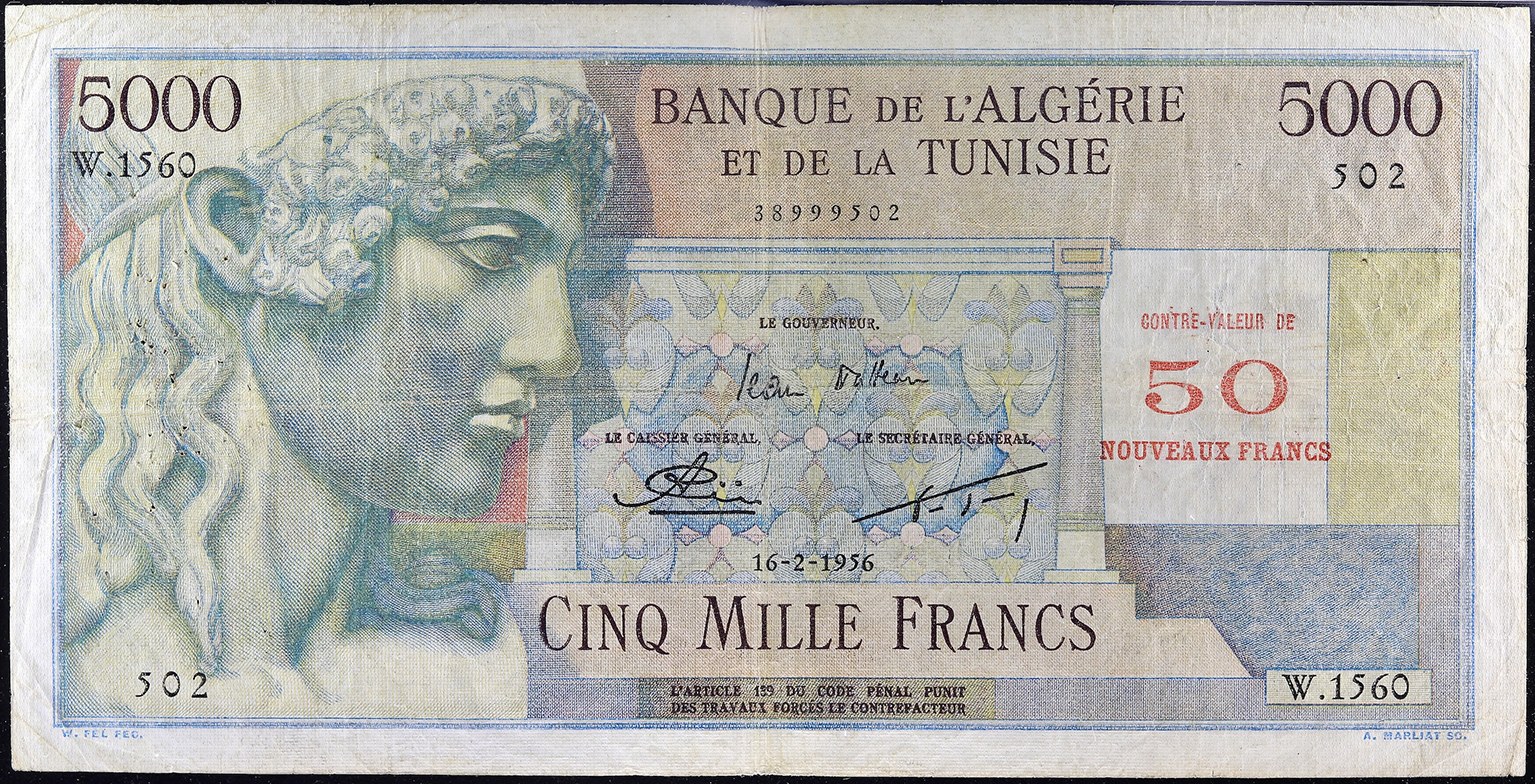 5000
BANQUE DE L'ALGÉRIE
5000
W.1560
ET DE LA TUNISIE
502
38999502
LE GOUVERNEUR,
CONTRE-VALEUR DE
50
LE CAISSIER GÉNÉRAL,
LE SECRÉTAIRE GÉNÉRAL,
NOUVEAUX FRANCS
16-2-1956
CINQ MILLE FRANCS
502
W.1560
L'ARTICLE 139 DU CODE PÉNAL PUNIT
DES TRAVAUX FORCÉS LE CONTREFACTEUR
W. FEL FEC.
A. MARLIAT SC.